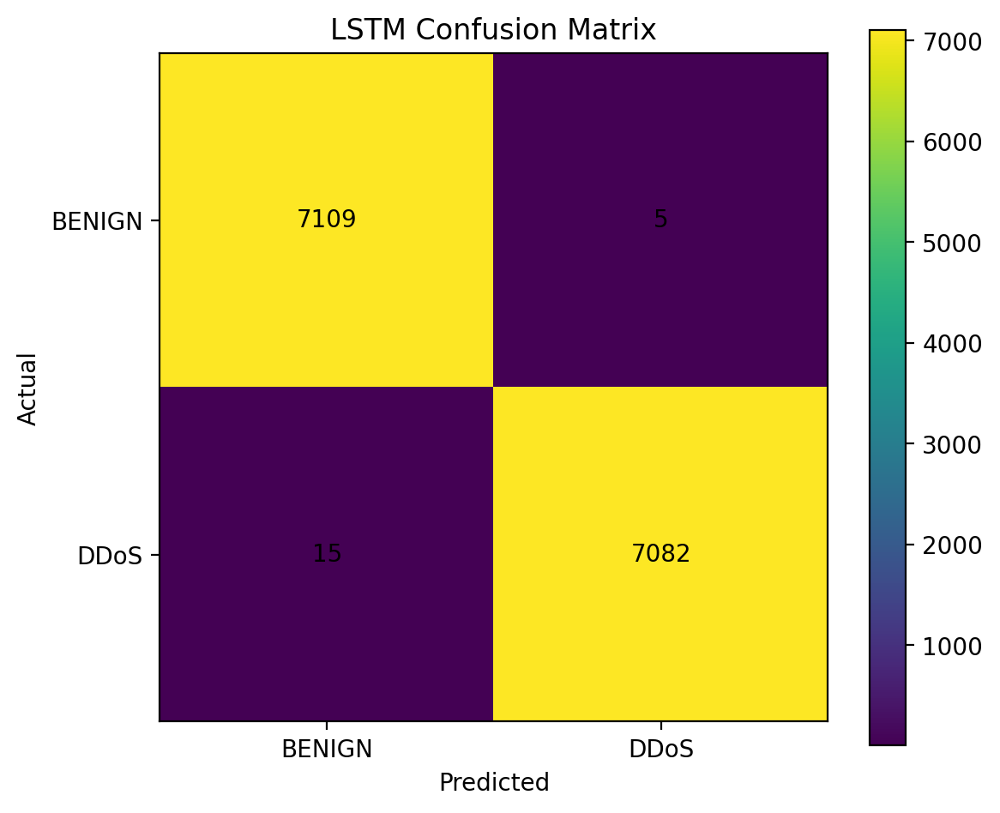 LSTM Confusion Matrix
7000
6000
5000
4000
3000
2000
1000
Actual
BENIGN
7109
5
DDoS
15
7082
BENIGN
DDoS
Predicted